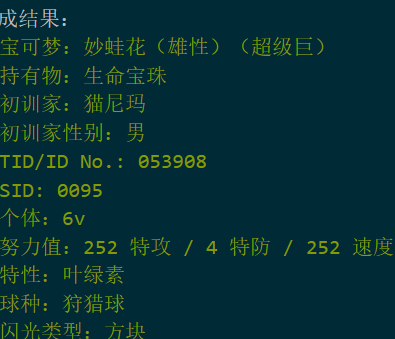 成结果：
宝可梦：妙蛙花（雄性）（超级巨）
持有物：生命宝珠
初训家：猫尼玛
初训家性别：男
TID/ID No.: 053908
SID: 0095
个体：6v
努力值：252 特攻 / 4 特防 / 252 速度
特性：叶绿素
球种：狩猎球
闪光类型：方块